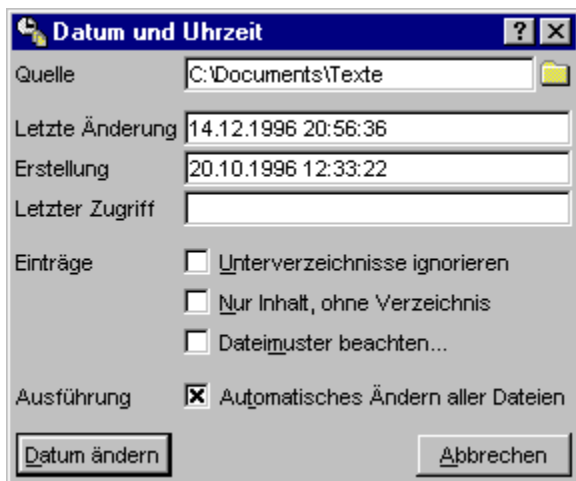 Datum und Uhrzeit
Quelle C:\Documents\Texte
Letzte Änderung 14.12.1996 20:56:36
Erstellung 20.10.1996 12:33:22
Letzter Zugriff
Einträge Unterverzeichnisse ignorieren
Nur Inhalt, ohne Verzeichnis
Dateimuster beachten...
Ausführung Automatisches Ändern aller Dateien
Datum ändern Abbrechen